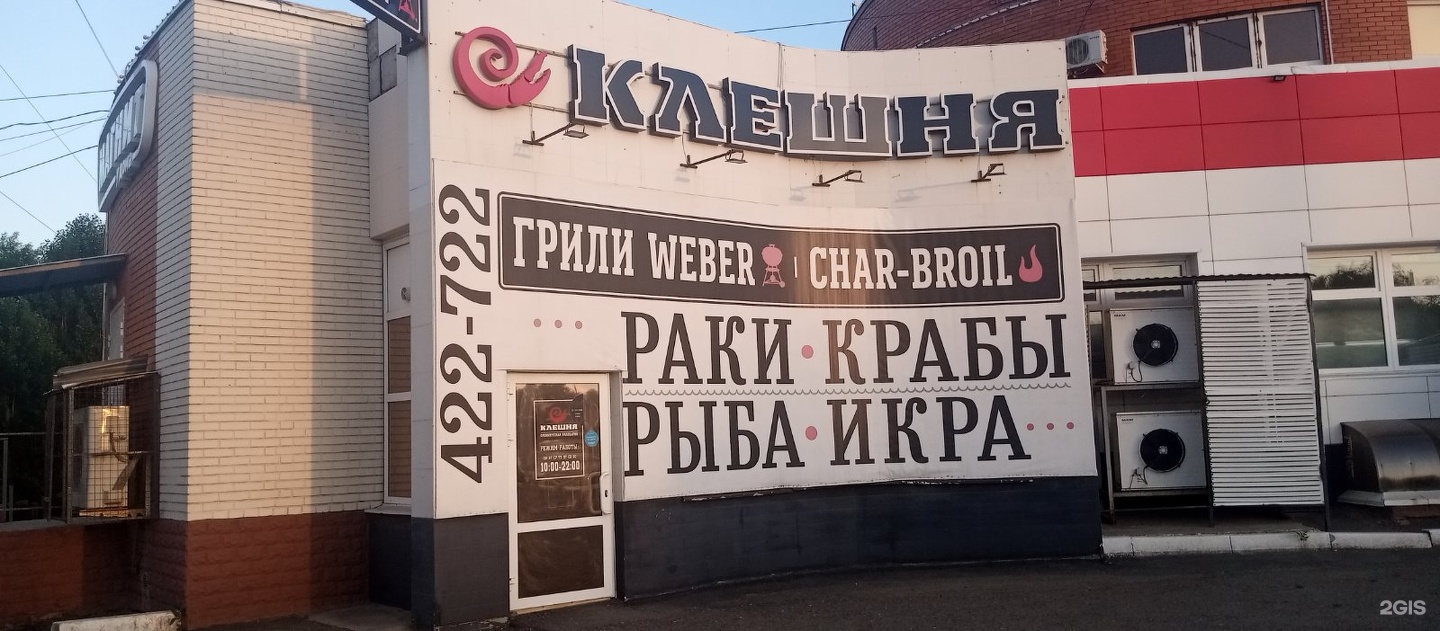 КЛЕШНЯ
ГРИЛИ WEBER | CHAR-BROIL
422-722
РАКИ • КРАБЫ
РЫБА • ИКРА • • •
КЛЕШНЯ
РЕЖИМ РАБОТЫ
10:00-22:00
2GIS